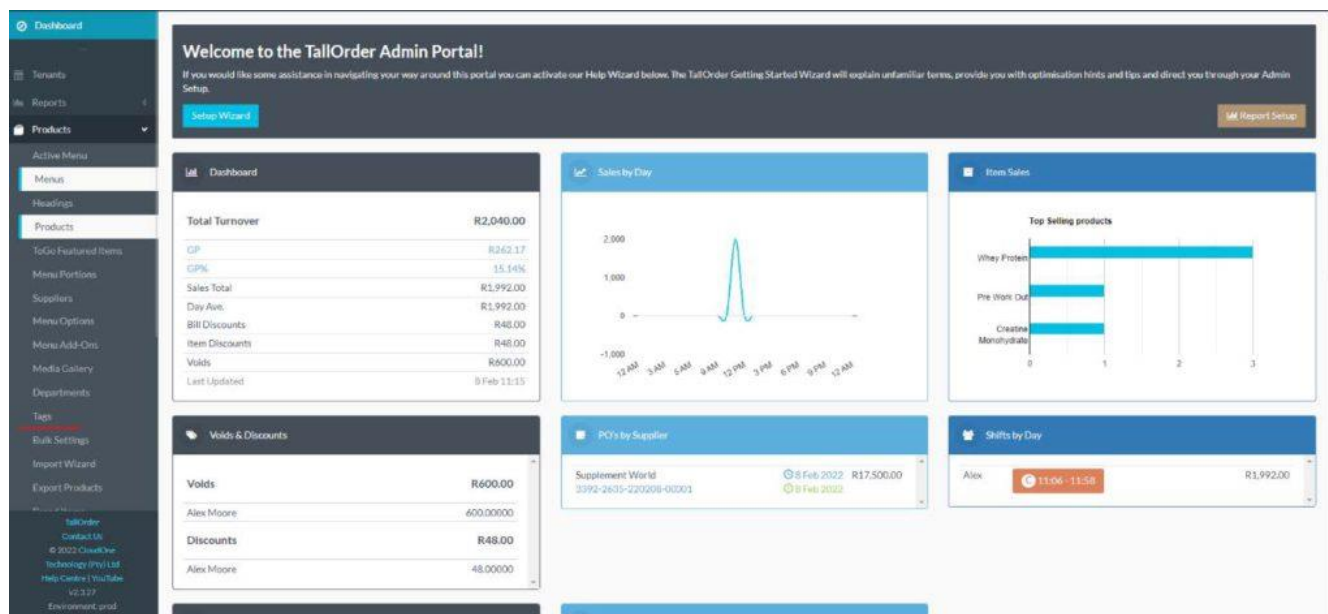 Dashboard
Tenants
Reports
Products
Active Menu
Menus
Headings
Products
ToGo Featured Items
Menu Portions
Suppliers
Menu Options
Menu Add-Ons
Media Gallery
Departments
Tags
Bulk Settings
Import Wizard
Export Products
TallOrder
Contact Us
© 2022 CloudOne
Technology (Pty) Ltd
Help Centre | YouTube
V2.3.27
Environment: prod
Welcome to the TallOrder Admin Portal!
If you would like some assistance in navigating your way around this portal you can activate our Help Wizard below. The TallOrder Getting Started Wizard will explain unfamiliar terms, provide you with optimisation hints and tips and direct you through your Admin
Setup.
Setup Wizard
Report Setup
Dashboard
Total Turnover R2,040.00
GP R262.17
GP% 15.14%
Sales Total R1,992.00
Day Ave. R1,992.00
Bill Discounts R48.00
Item Discounts R48.00
Voids R600.00
Last Updated 8 Feb 11:15
Sales by Day
2,000
1,000
0
-1,000
12 AM 3 AM 6 AM 9 AM 12 PM 3 PM 6 PM 9 PM 12 AM
Item Sales
Top Selling products
Whey Protein
Pre Work Out
Creatine
Monohydrate
0 1 2 3
Voids & Discounts
Voids R600.00
Alex Moore 600.00000
Discounts R48.00
Alex Moore 48.00000
PO's by Supplier
Supplement World 8 Feb 2022 R17,500.00
3392-2635-220208-00001 8 Feb 2022
Shifts by Day
Alex C 11:06 - 11:58 R1,992.00